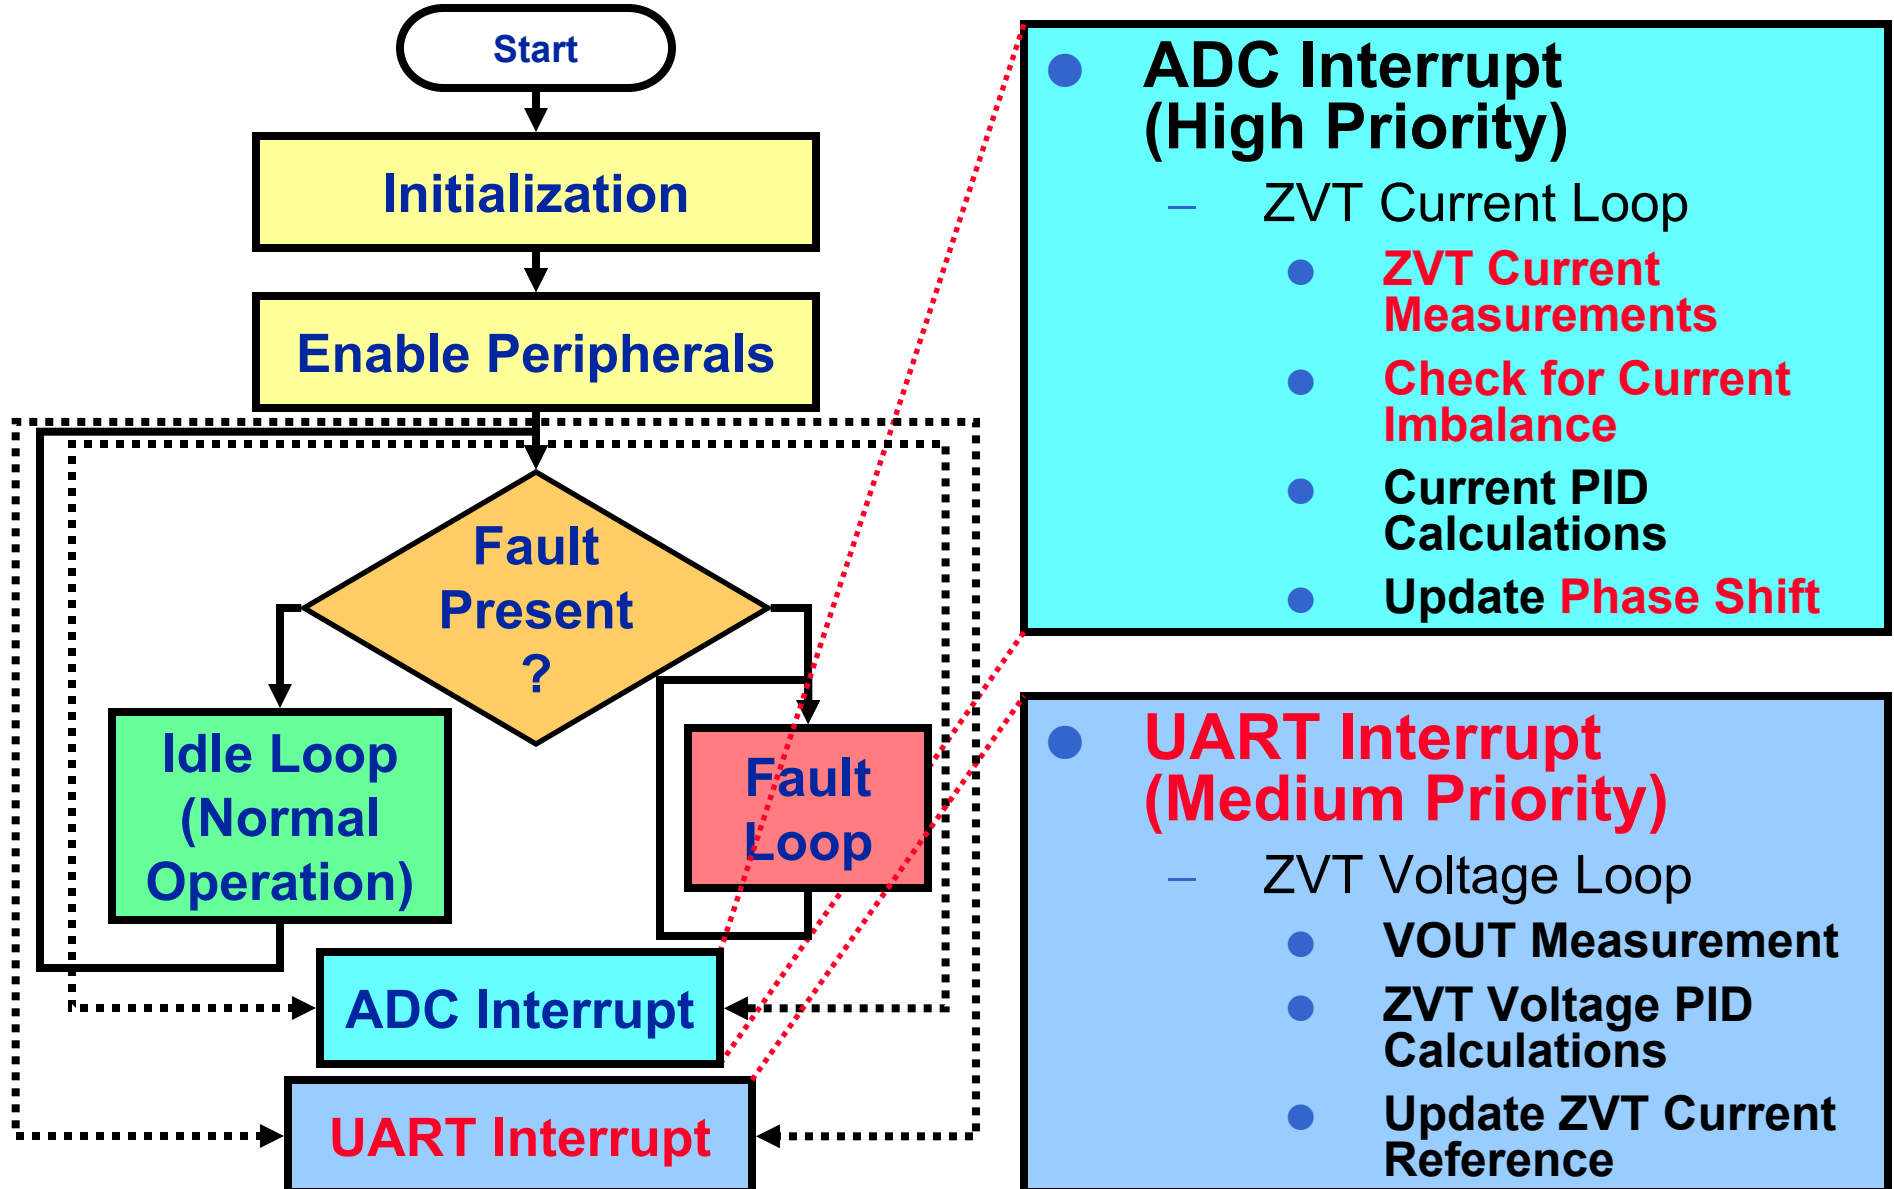 Start
Initialization
Enable Peripherals
Fault
Present
?
Idle Loop
(Normal
Operation)
Fault
Loop
ADC Interrupt
UART Interrupt
ADC Interrupt
(High Priority)
– ZVT Current Loop
ZVT Current
Measurements
Check for Current
Imbalance
Current PID
Calculations
Update Phase Shift
UART Interrupt
(Medium Priority)
– ZVT Voltage Loop
VOUT Measurement
ZVT Voltage PID
Calculations
Update ZVT Current
Reference